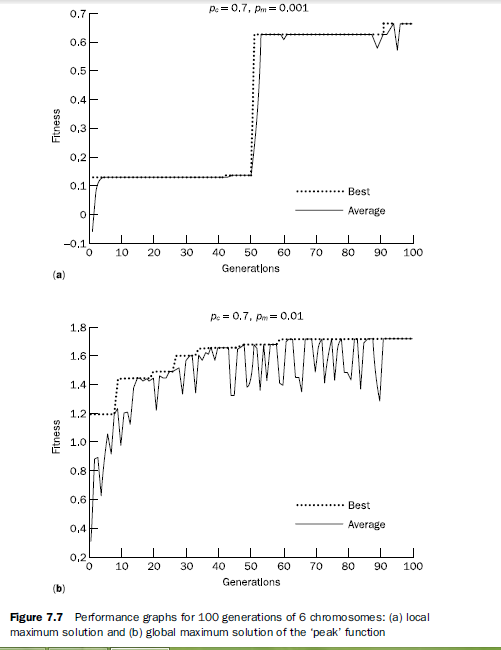 pc = 0.7, pm = 0.001
0.7
0.6
0.5
0.4
0.3
0.2
0.1
0
−0.1
Fitness
Best
Average
0 10 20 30 40 50 60 70 80 90 100
Generations
(a)
pc = 0.7, pm = 0.01
1.8
1.6
1.4
1.2
1.0
0.8
0.6
0.4
0.2
Fitness
Best
Average
0 10 20 30 40 50 60 70 80 90 100
Generations
(b)
Figure 7.7 Performance graphs for 100 generations of 6 chromosomes: (a) local
maximum solution and (b) global maximum solution of the ‘peak’ function